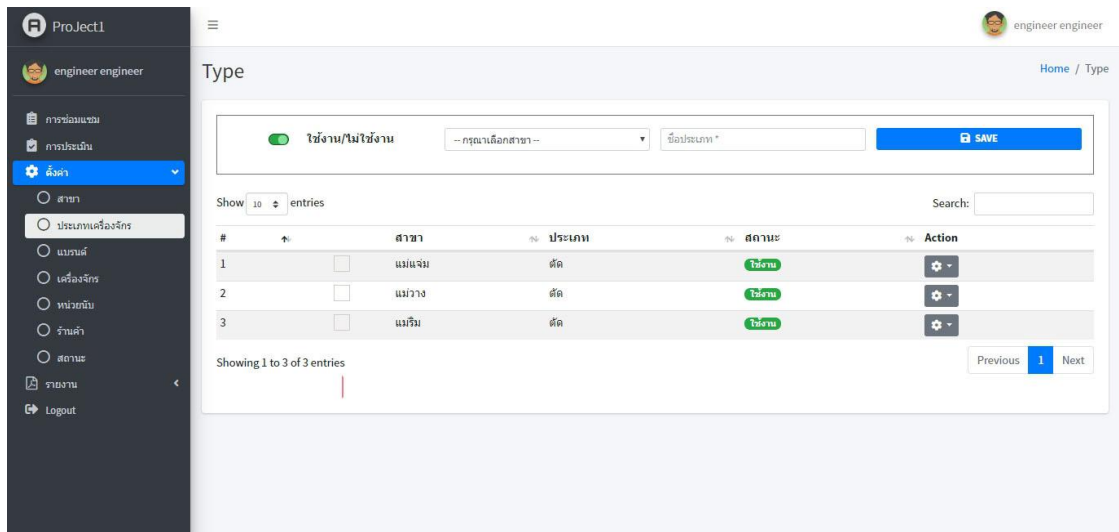 ProJect1
engineer engineer
engineer engineer
Type
Home / Type
การซ่อมแซม
การประเมิน
ตั้งค่า
สาขา
ประเภทเครื่องจักร
แบรนด์
เครื่องจักร
หน่วยนับ
ร้านค้า
สถานะ
รายงาน
Logout
ใช้งาน/ไม่ใช้งาน
-- กรุณาเลือกสาขา --
ชื่อประเภท *
SAVE
Show 10 entries
Search:
# สาขา ประเภท สถานะ Action
1 แม่แจ่ม ตัด ใช้งาน
2 แม่วาง ตัด ใช้งาน
3 แม่ริม ตัด ใช้งาน
Showing 1 to 3 of 3 entries
Previous 1 Next